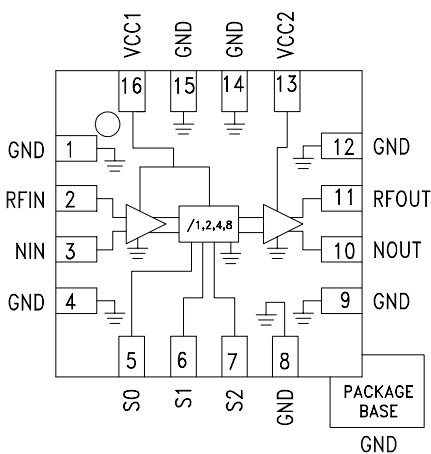 VCC1
GND
GND
VCC2
16
15
14
13
GND
1
12
GND
RFIN
2
11
RFOUT
/1,2,4,8
NIN
3
10
NOUT
GND
4
9
GND
5
6
7
8
S0
S1
S2
GND
PACKAGE
BASE
GND